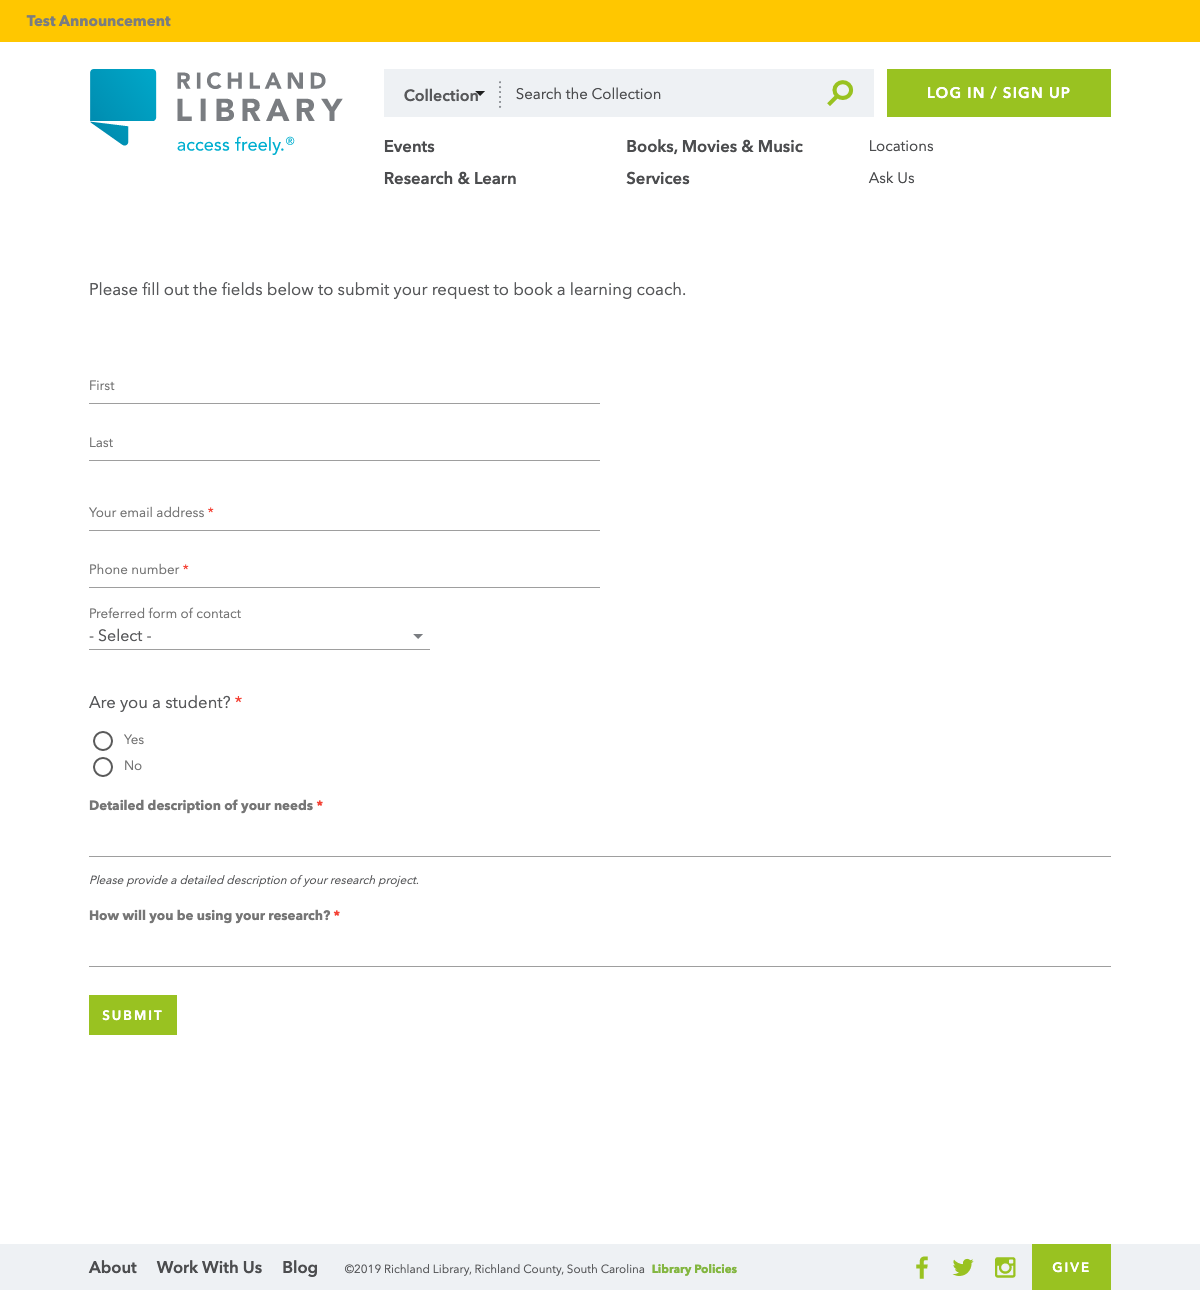 Test Announcement
RICHLAND
LIBRARY
access freely.®
Collection
Search the Collection
LOG IN / SIGN UP
Events
Books, Movies & Music
Locations
Research & Learn
Services
Ask Us
Please fill out the fields below to submit your request to book a learning coach.
First
Last
Your email address *
Phone number *
Preferred form of contact
- Select -
Are you a student? *
Yes
No
Detailed description of your needs *
Please provide a detailed description of your research project.
How will you be using your research? *
SUBMIT
About
Work With Us
Blog
©2019 Richland Library, Richland County, South Carolina Library Policies
GIVE